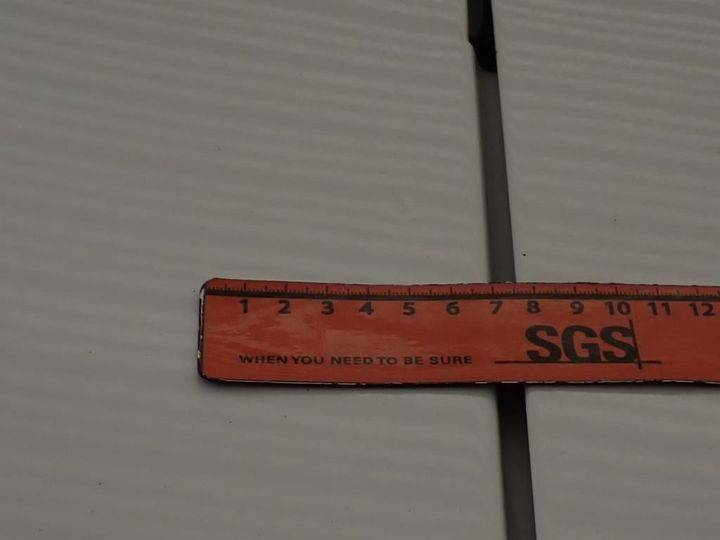 1 2 3 4 5 6 7 8 9 10 11 12
SGS
WHEN YOU NEED TO BE SURE